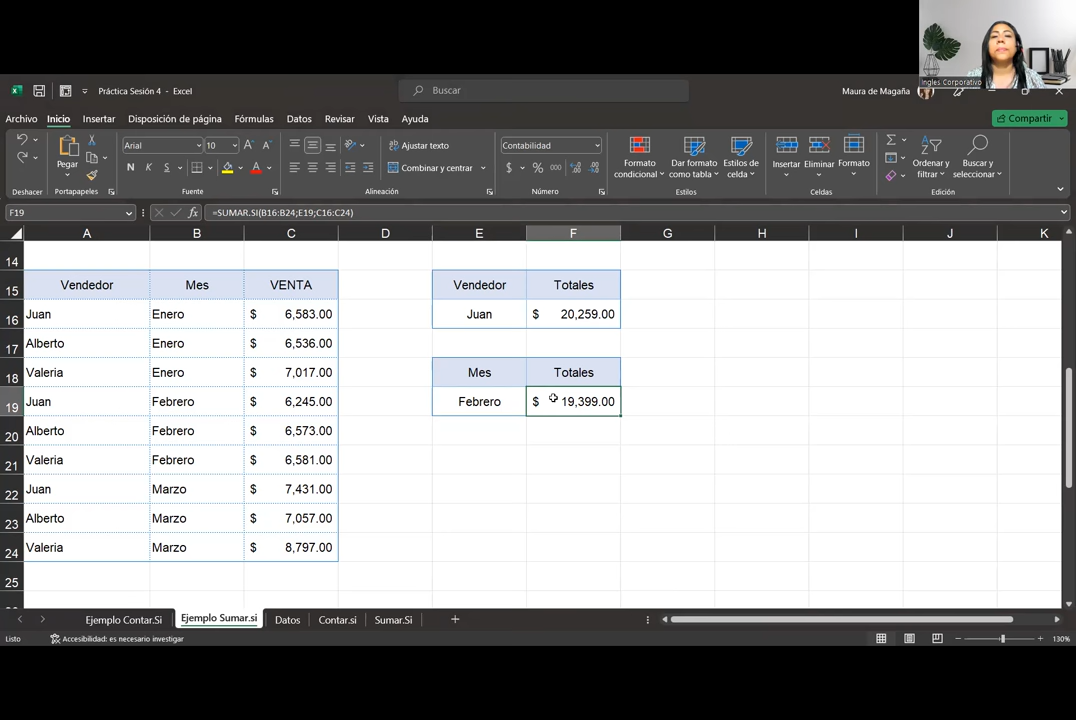 Ingles Corporativo
Práctica Sesión 4 - Excel
Buscar
Maura de Magaña
Archivo Inicio Insertar Disposición de página Fórmulas Datos Revisar Vista Ayuda
Compartir
Arial 10
Ajustar texto
Contabilidad
Pegar
N K S
Combinar y centrar
$ % 000
Formato condicional
Dar formato como tabla
Estilos de celda
Insertar Eliminar Formato
Ordenar y filtrar
Buscar y seleccionar
Deshacer Portapapeles Fuente Alineación Número Estilos Celdas Edición
F19
fx =SUMAR.SI(B16:B24;E19;C16:C24)
A B C D E F G H I J K
14
15 Vendedor Mes VENTA Vendedor Totales
16 Juan Enero $ 6,583.00 Juan $ 20,259.00
17 Alberto Enero $ 6,536.00
18 Valeria Enero $ 7,017.00 Mes Totales
19 Juan Febrero $ 6,245.00 Febrero $ 19,399.00
20 Alberto Febrero $ 6,573.00
21 Valeria Febrero $ 6,581.00
22 Juan Marzo $ 7,431.00
23 Alberto Marzo $ 7,057.00
24 Valeria Marzo $ 8,797.00
25
Ejemplo Contar.Si Ejemplo Sumar.si Datos Contar.si Sumar.Si
Listo Accesibilidad: es necesario investigar 130%